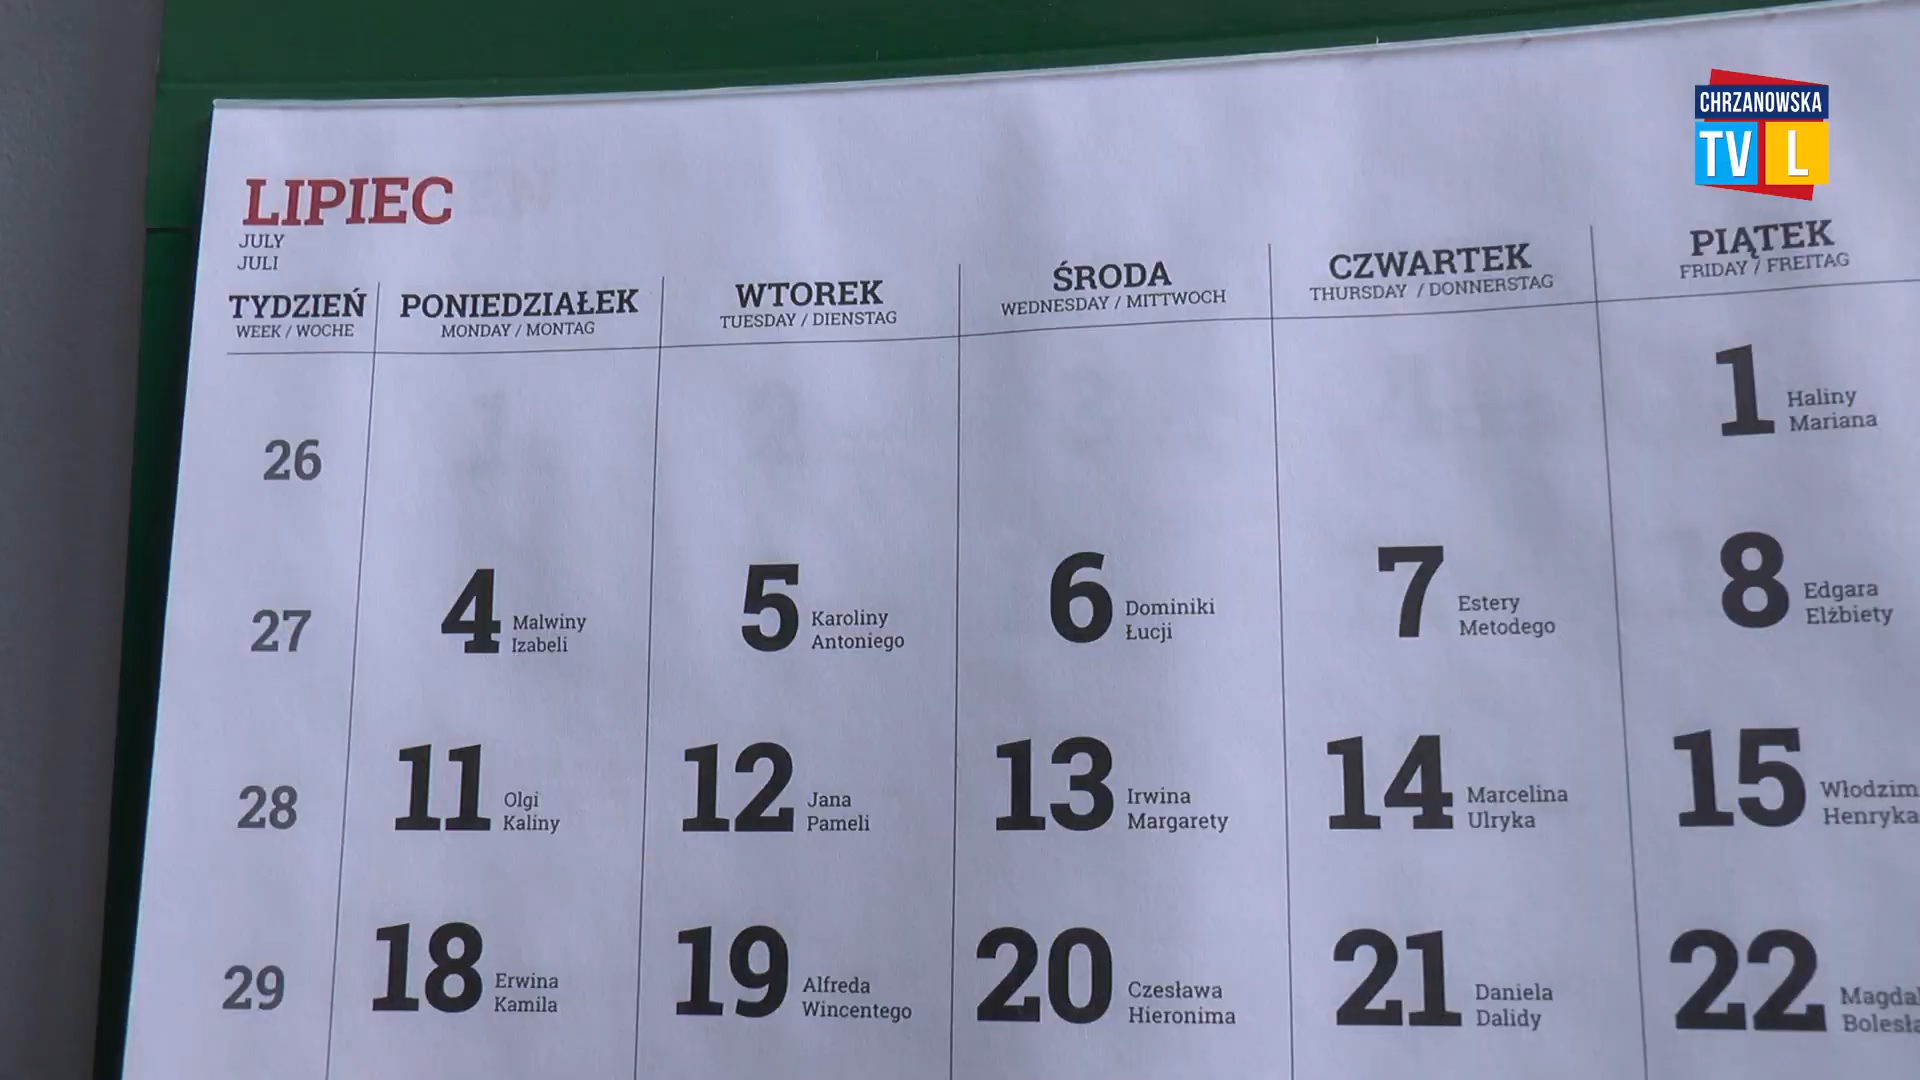 CHRZANOWSKA
TV L
LIPIEC
JULY
JULI
TYDZIEŃ
WEEK / WOCHE
PONIEDZIAŁEK
MONDAY / MONTAG
WTOREK
TUESDAY / DIENSTAG
ŚRODA
WEDNESDAY / MITTWOCH
CZWARTEK
THURSDAY / DONNERSTAG
PIĄTEK
FRIDAY / FREITAG
26
1
Haliny
Mariana
27
4
Malwiny
Izabeli
5
Karoliny
Antoniego
6
Dominiki
Łucji
7
Estery
Metodego
8
Edgara
Elżbiety
28
11
Olgi
Kaliny
12
Jana
Pameli
13
Irwina
Margarety
14
Marcelina
Ulryka
15
Włodzim
Henryka
29
18
Erwina
Kamila
19
Alfreda
Wincentego
20
Czesława
Hieronima
21
Daniela
Dalidy
22